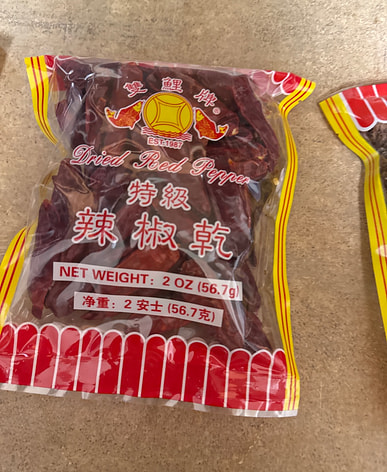 鯉牌
EST.1987
Dried Red Pepper
特級
辣椒乾
NET WEIGHT: 2 OZ (56.7g)
净重: 2 安士 (56.7克)